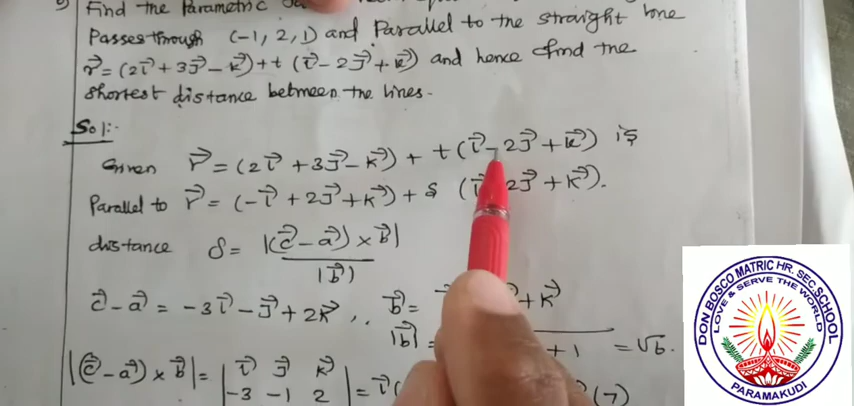 Find the Parametric
Passes through (-1, 2, 1) and Parallel to the straight line
r⃗ = (2i⃗ + 3j⃗ - k⃗) + t (i⃗ - 2j⃗ + k⃗) and hence find the
shortest distance between the lines.
Sol:-
Given r⃗ = (2i⃗ + 3j⃗ - k⃗) + t (i⃗ - 2j⃗ + k⃗) is
Parallel to r⃗ = (-i⃗ + 2j⃗ + k⃗) + s (i⃗ 2j⃗ + k⃗).
distance δ = |(c⃗ - a⃗) × b⃗| / |b⃗|
c⃗ - a⃗ = -3i⃗ - j⃗ + 2k⃗, b⃗ = + k⃗
|b⃗| = + 1 = √6.
|(c⃗ - a⃗) × b⃗| = | i⃗ j⃗ k⃗ | = i⃗( (7)
-3 -1 2
DON BOSCO MATRIC HR. SEC. SCHOOL
LOVE & SERVE THE WORLD
PARAMAKUDI